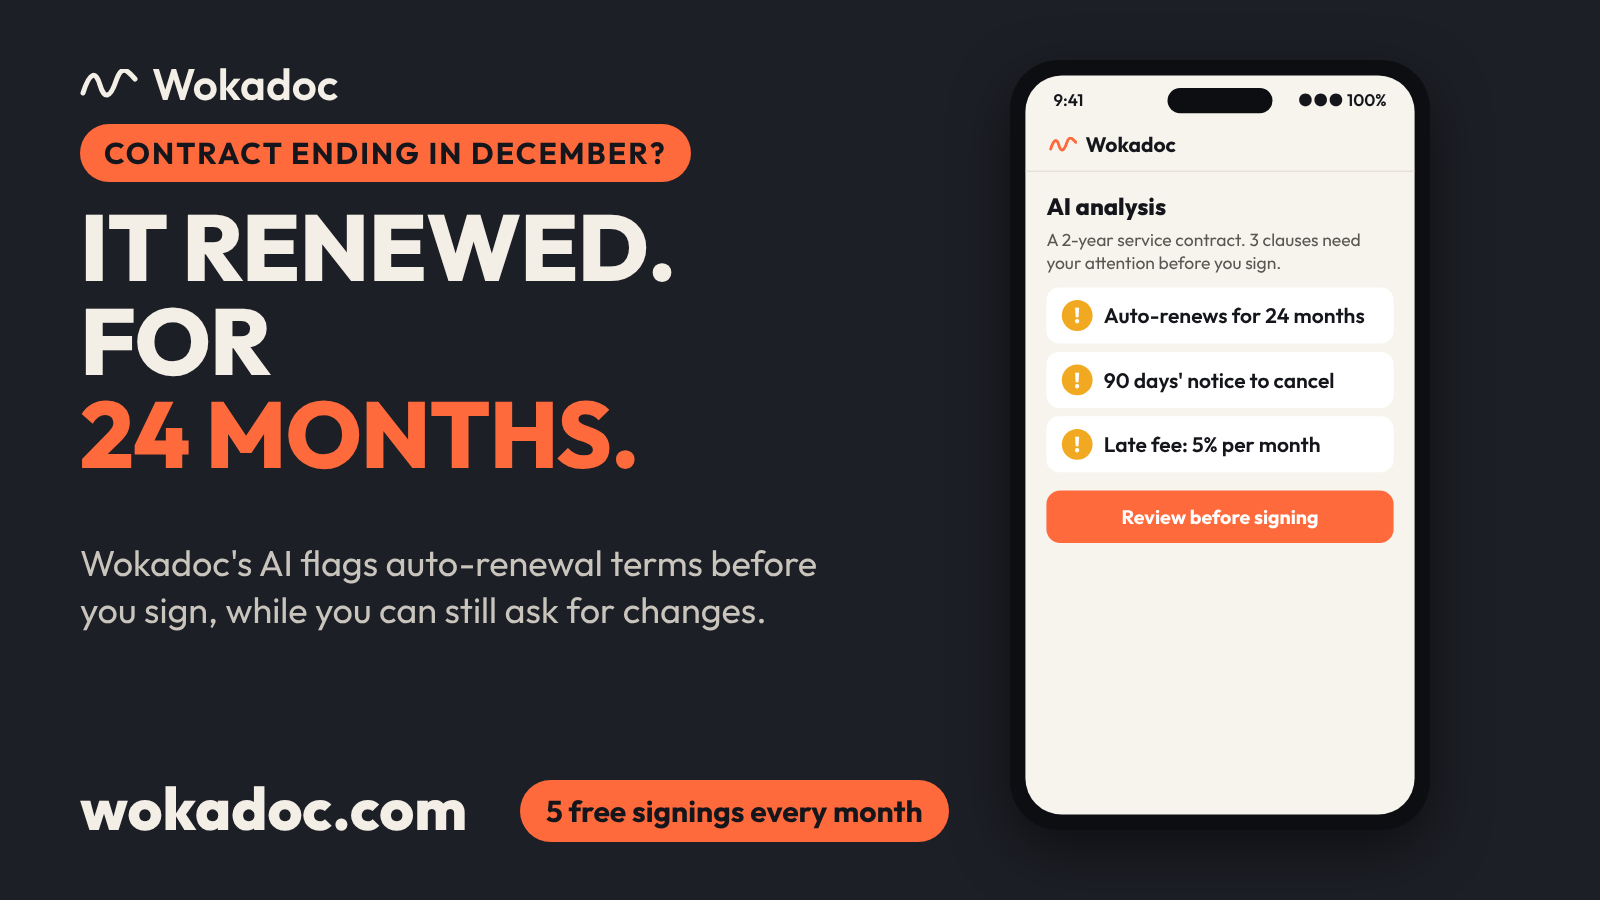 Wokadoc
CONTRACT ENDING IN DECEMBER?
IT RENEWED.
FOR
24 MONTHS.
Wokadoc's AI flags auto-renewal terms before
you sign, while you can still ask for changes.
wokadoc.com
5 free signings every month
9:41
100%
Wokadoc
AI analysis
A 2-year service contract. 3 clauses need
your attention before you sign.
! Auto-renews for 24 months
! 90 days' notice to cancel
! Late fee: 5% per month
Review before signing